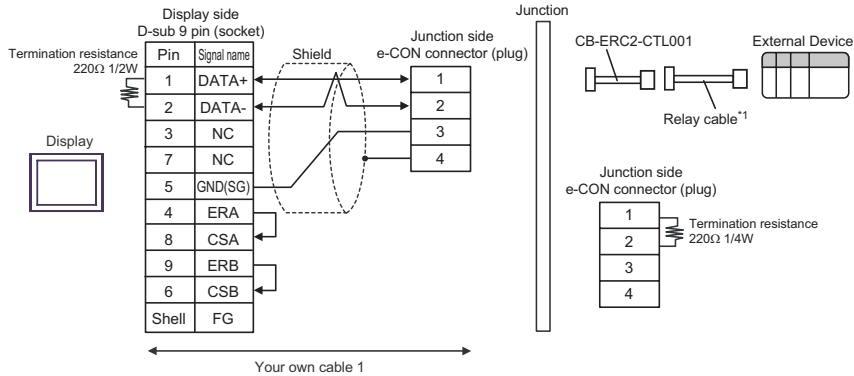 Display side
D-sub 9 pin (socket)
Junction side
e-CON connector (plug)
Junction
Termination resistance
220Ω 1/2W
Pin Signal name
Shield
1 DATA+
2 DATA-
3 NC
7 NC
5 GND(SG)
4 ERA
8 CSA
9 ERB
6 CSB
Shell FG
1
2
3
4
Display
Your own cable 1
CB-ERC2-CTL001
External Device
Relay cable*1
Junction side
e-CON connector (plug)
1
2
3
4
Termination resistance
220Ω 1/4W